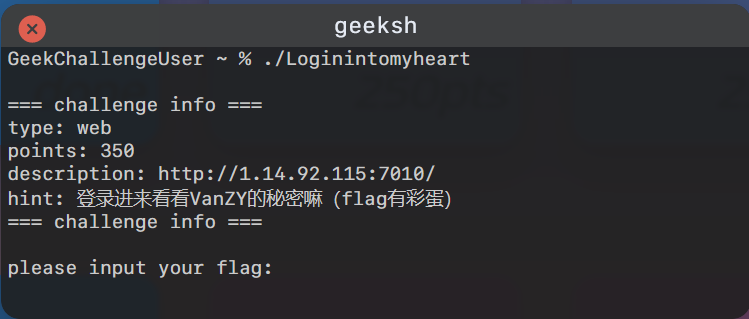 geeksh
GeekChallengeUser ~ % ./Loginintomyheart
=== challenge info ===
type: web
points: 350
description: http://1.14.92.115:7010/
hint: 登录进来看看VanZY的秘密嘛（flag有彩蛋）
=== challenge info ===
please input your flag: